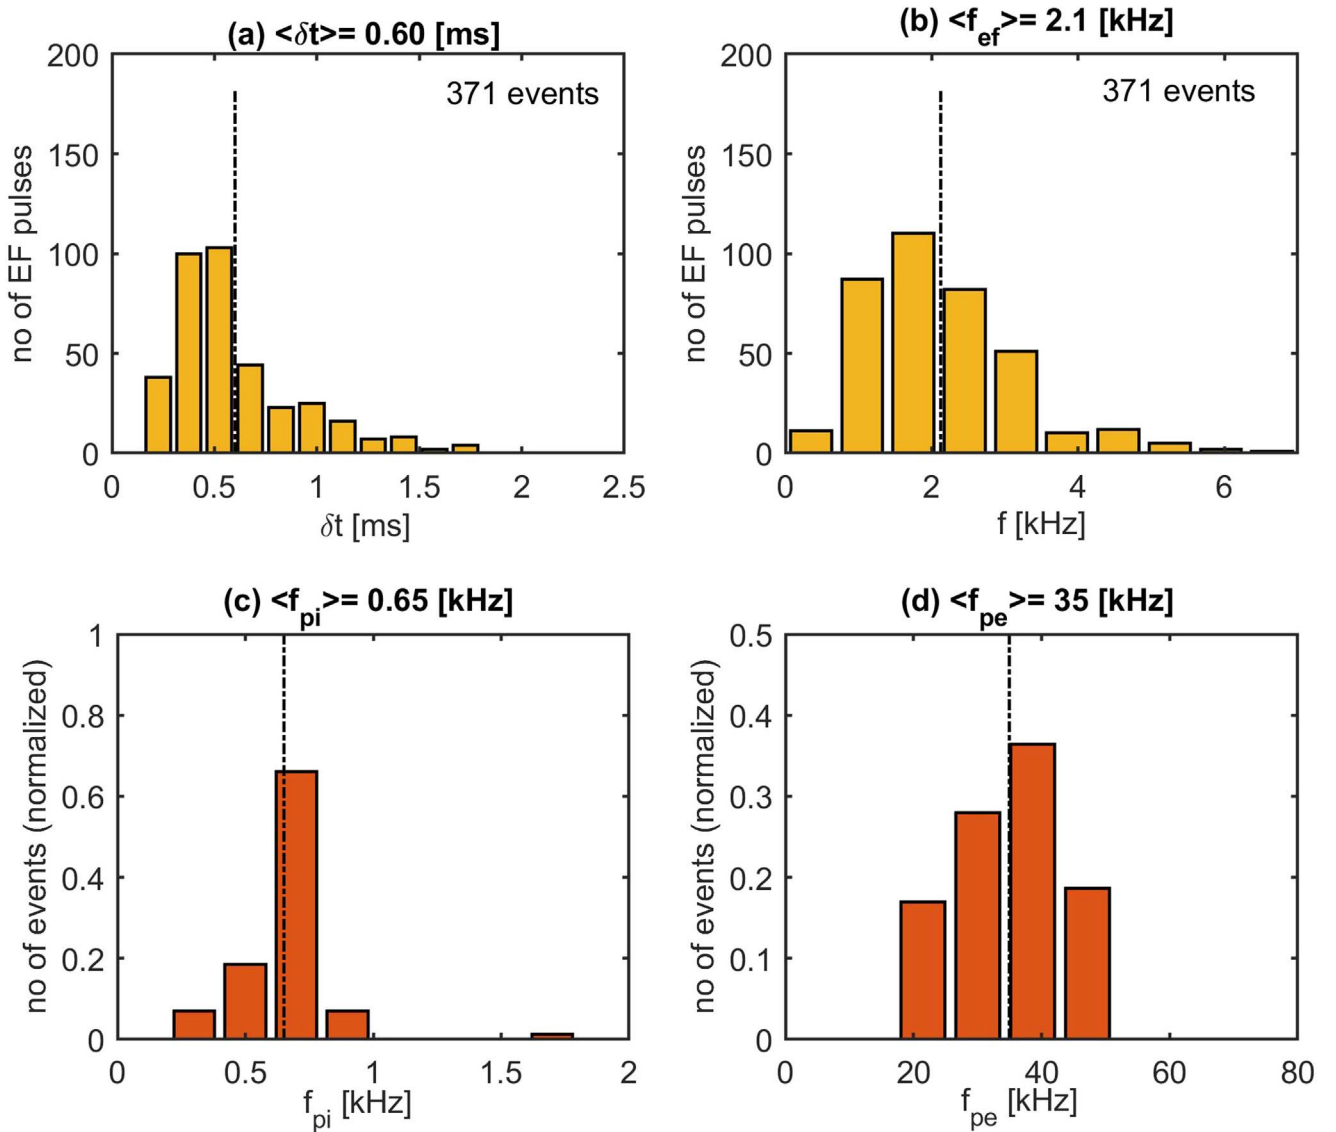 (a) <δt>= 0.60 [ms]
371 events
no of EF pulses
200
150
100
50
0
0 0.5 1 1.5 2 2.5
δt [ms]
(b) <f_ef>= 2.1 [kHz]
371 events
no of EF pulses
200
150
100
50
0
0 2 4 6
f [kHz]
(c) <f_pi>= 0.65 [kHz]
no of events (normalized)
1
0.8
0.6
0.4
0.2
0
0 0.5 1 1.5 2
f_pi [kHz]
(d) <f_pe>= 35 [kHz]
no of events (normalized)
0.5
0.4
0.3
0.2
0.1
0
0 20 40 60 80
f_pe [kHz]